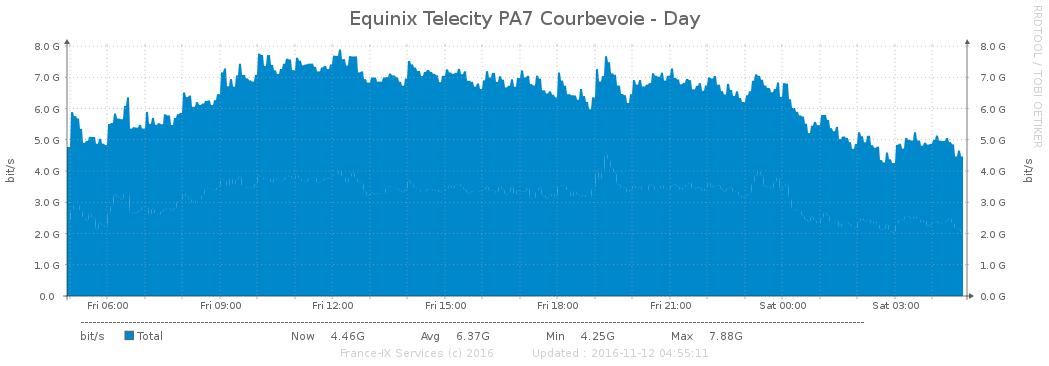 Equinix Telecity PA7 Courbevoie - Day
RRDTOOL / TOBI OETIKER
8.0 G 8.0 G
7.0 G 7.0 G
6.0 G 6.0 G
5.0 G 5.0 G
4.0 G 4.0 G
3.0 G 3.0 G
2.0 G 2.0 G
1.0 G 1.0 G
0.0 0.0 G
bit/s bit/s
Fri 06:00 Fri 09:00 Fri 12:00 Fri 15:00 Fri 18:00 Fri 21:00 Sat 00:00 Sat 03:00
bit/s Total Now 4.46G Avg 6.37G Min 4.25G Max 7.88G
France-IX Services (c) 2016 Updated : 2016-11-12 04:55:11